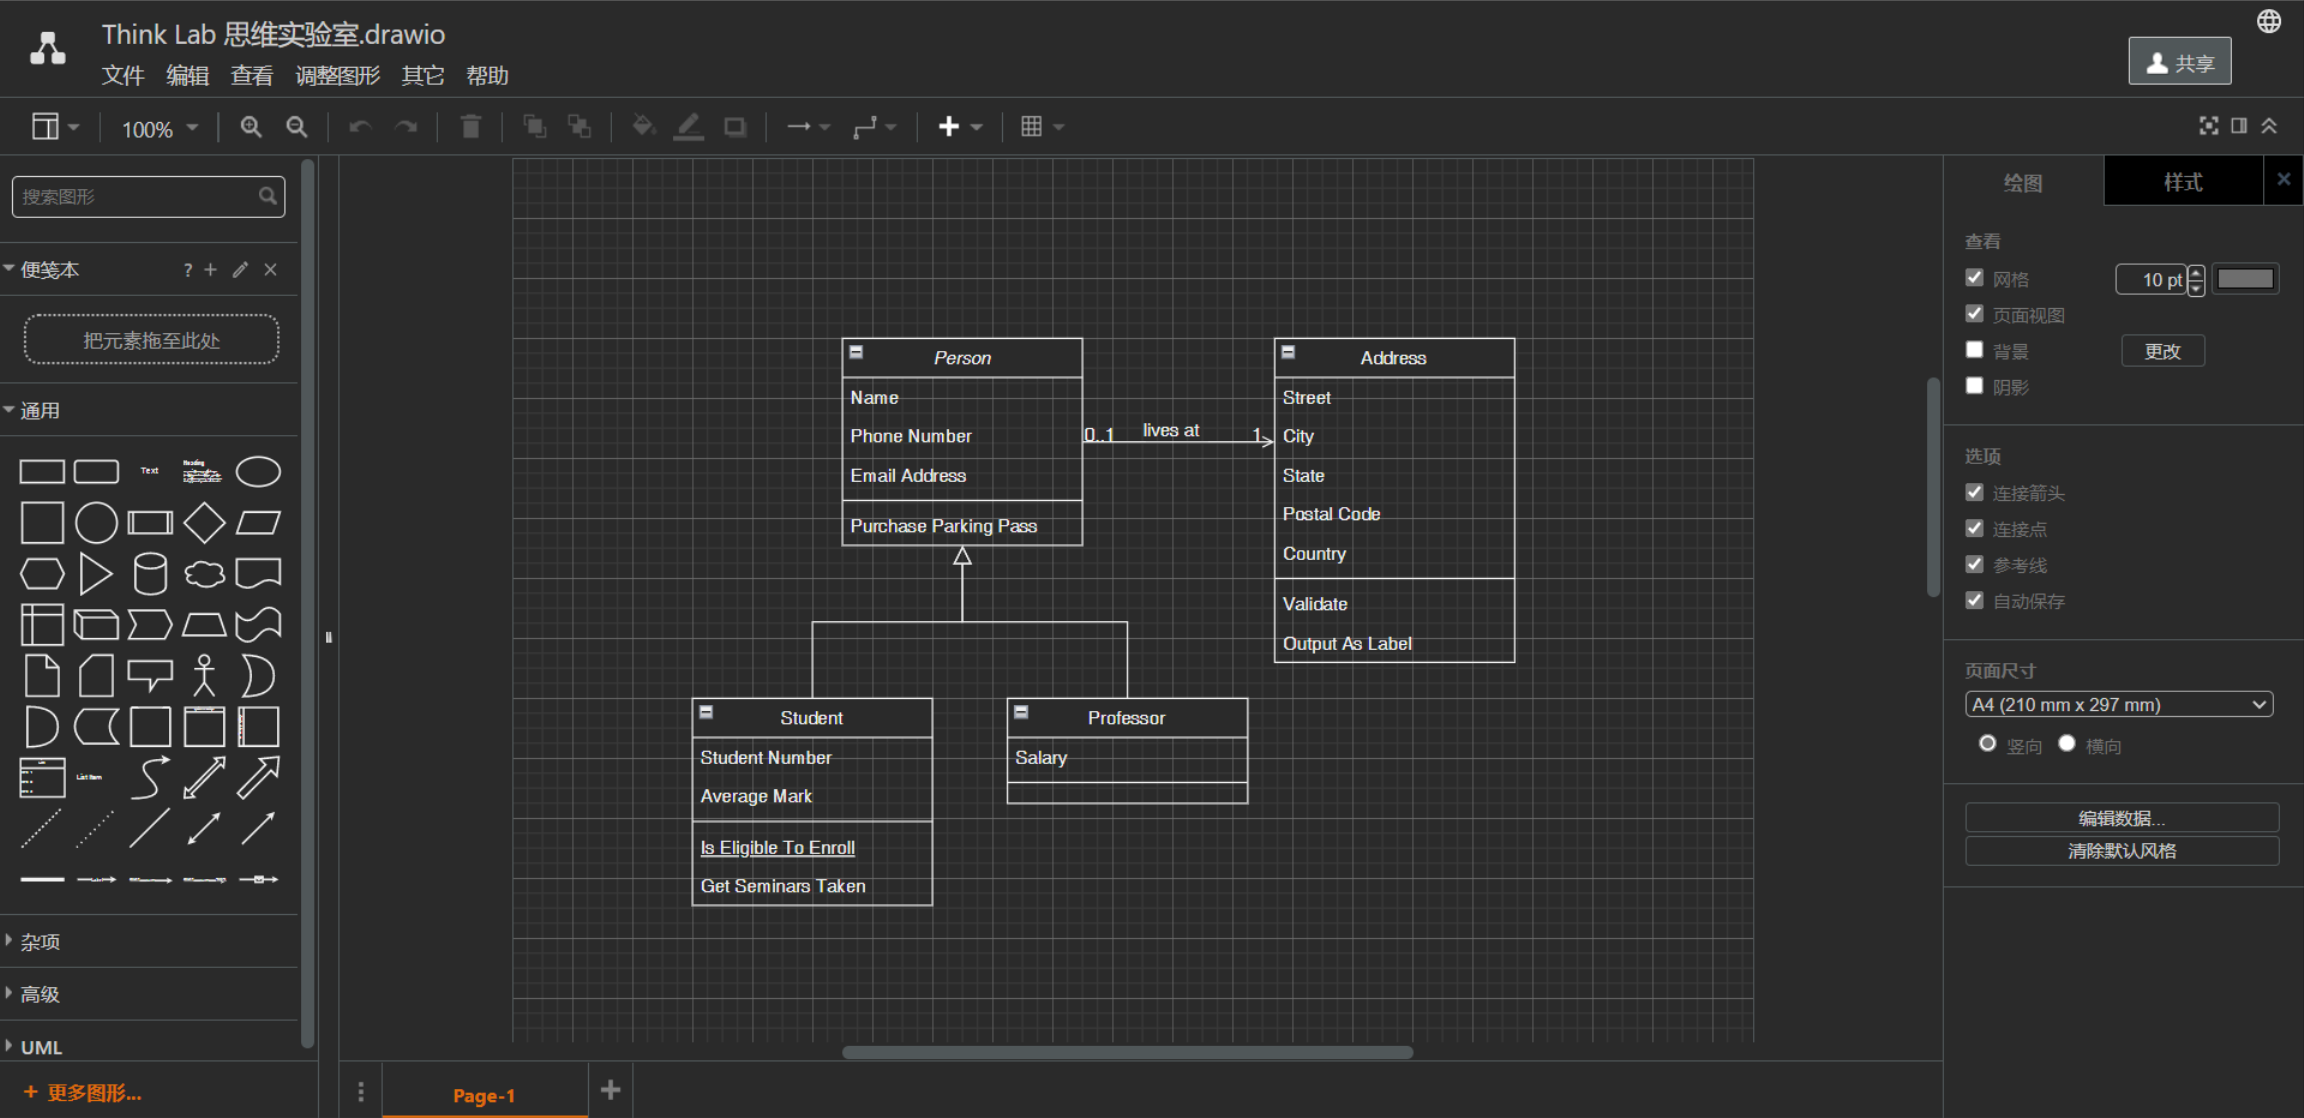 Think Lab 思维实验室.drawio
文件 编辑 查看 调整图形 其它 帮助
共享
100%
搜索图形
便笺本 ?
把元素拖至此处
通用
Text
Heading
List Item
杂项
高级
UML
+ 更多图形...
Person
Name
Phone Number
Email Address
Purchase Parking Pass
0..1 lives at 1
Address
Street
City
State
Postal Code
Country
Validate
Output As Label
Student
Student Number
Average Mark
Is Eligible To Enroll
Get Seminars Taken
Professor
Salary
Page-1
绘图 样式
查看
网格 10 pt
页面视图
背景 更改
阴影
选项
连接箭头
连接点
参考线
自动保存
页面尺寸
A4 (210 mm x 297 mm)
竖向 横向
编辑数据...
清除默认风格